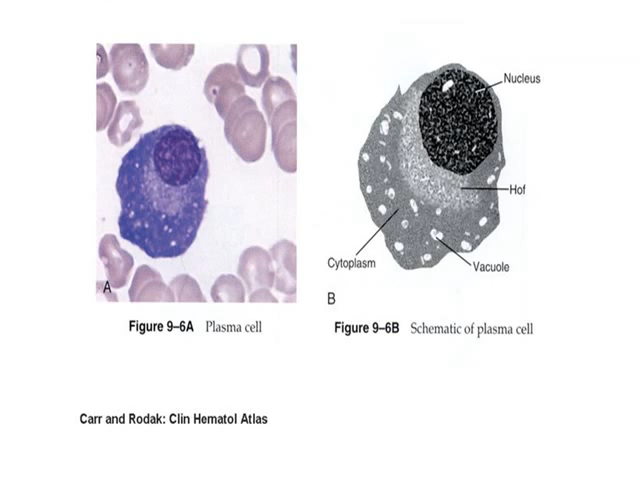 Nucleus
Hof
Cytoplasm
Vacuole
A
B
Figure 9–6A Plasma cell
Figure 9–6B Schematic of plasma cell
Carr and Rodak: Clin Hematol Atlas